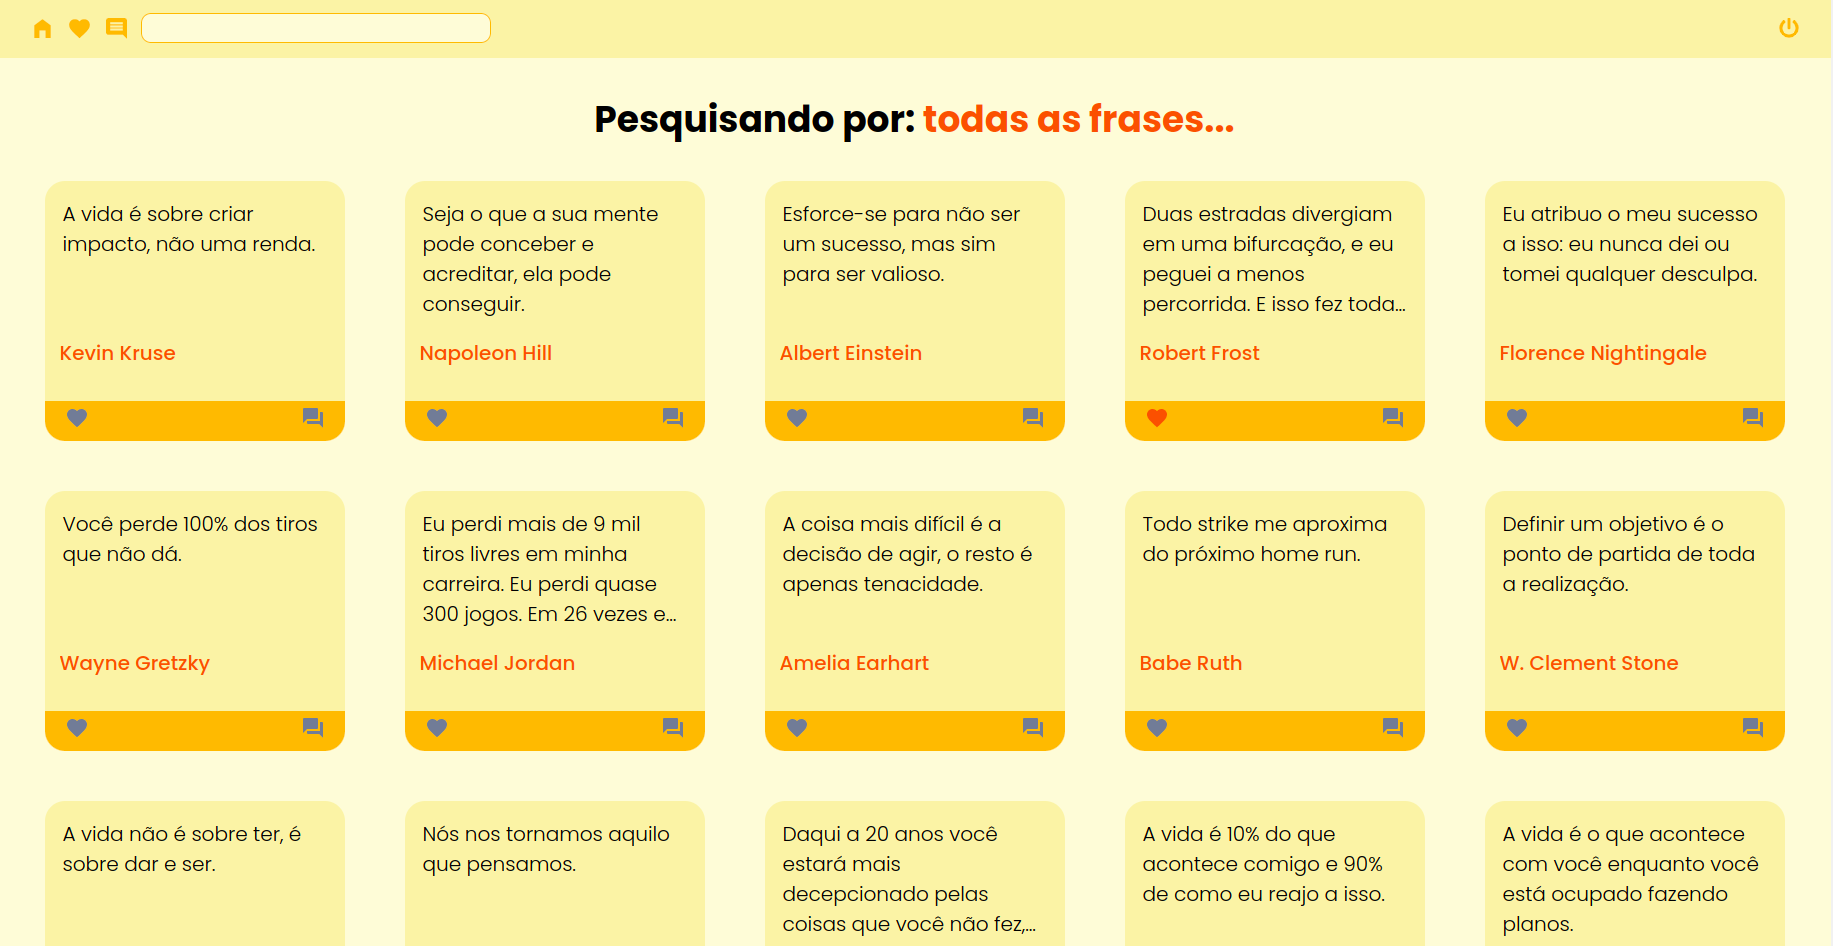 Pesquisando por: todas as frases...
A vida é sobre criar
impacto, não uma renda.
Kevin Kruse
Seja o que a sua mente
pode conceber e
acreditar, ela pode
conseguir.
Napoleon Hill
Esforce-se para não ser
um sucesso, mas sim
para ser valioso.
Albert Einstein
Duas estradas divergiam
em uma bifurcação, e eu
peguei a menos
percorrida. E isso fez toda...
Robert Frost
Eu atribuo o meu sucesso
a isso: eu nunca dei ou
tomei qualquer desculpa.
Florence Nightingale
Você perde 100% dos tiros
que não dá.
Wayne Gretzky
Eu perdi mais de 9 mil
tiros livres em minha
carreira. Eu perdi quase
300 jogos. Em 26 vezes e...
Michael Jordan
A coisa mais difícil é a
decisão de agir, o resto é
apenas tenacidade.
Amelia Earhart
Todo strike me aproxima
do próximo home run.
Babe Ruth
Definir um objetivo é o
ponto de partida de toda
a realização.
W. Clement Stone
A vida não é sobre ter, é
sobre dar e ser.
Nós nos tornamos aquilo
que pensamos.
Daqui a 20 anos você
estará mais
decepcionado pelas
coisas que você não fez,...
A vida é 10% do que
acontece comigo e 90%
de como eu reajo a isso.
A vida é o que acontece
com você enquanto você
está ocupado fazendo
planos.